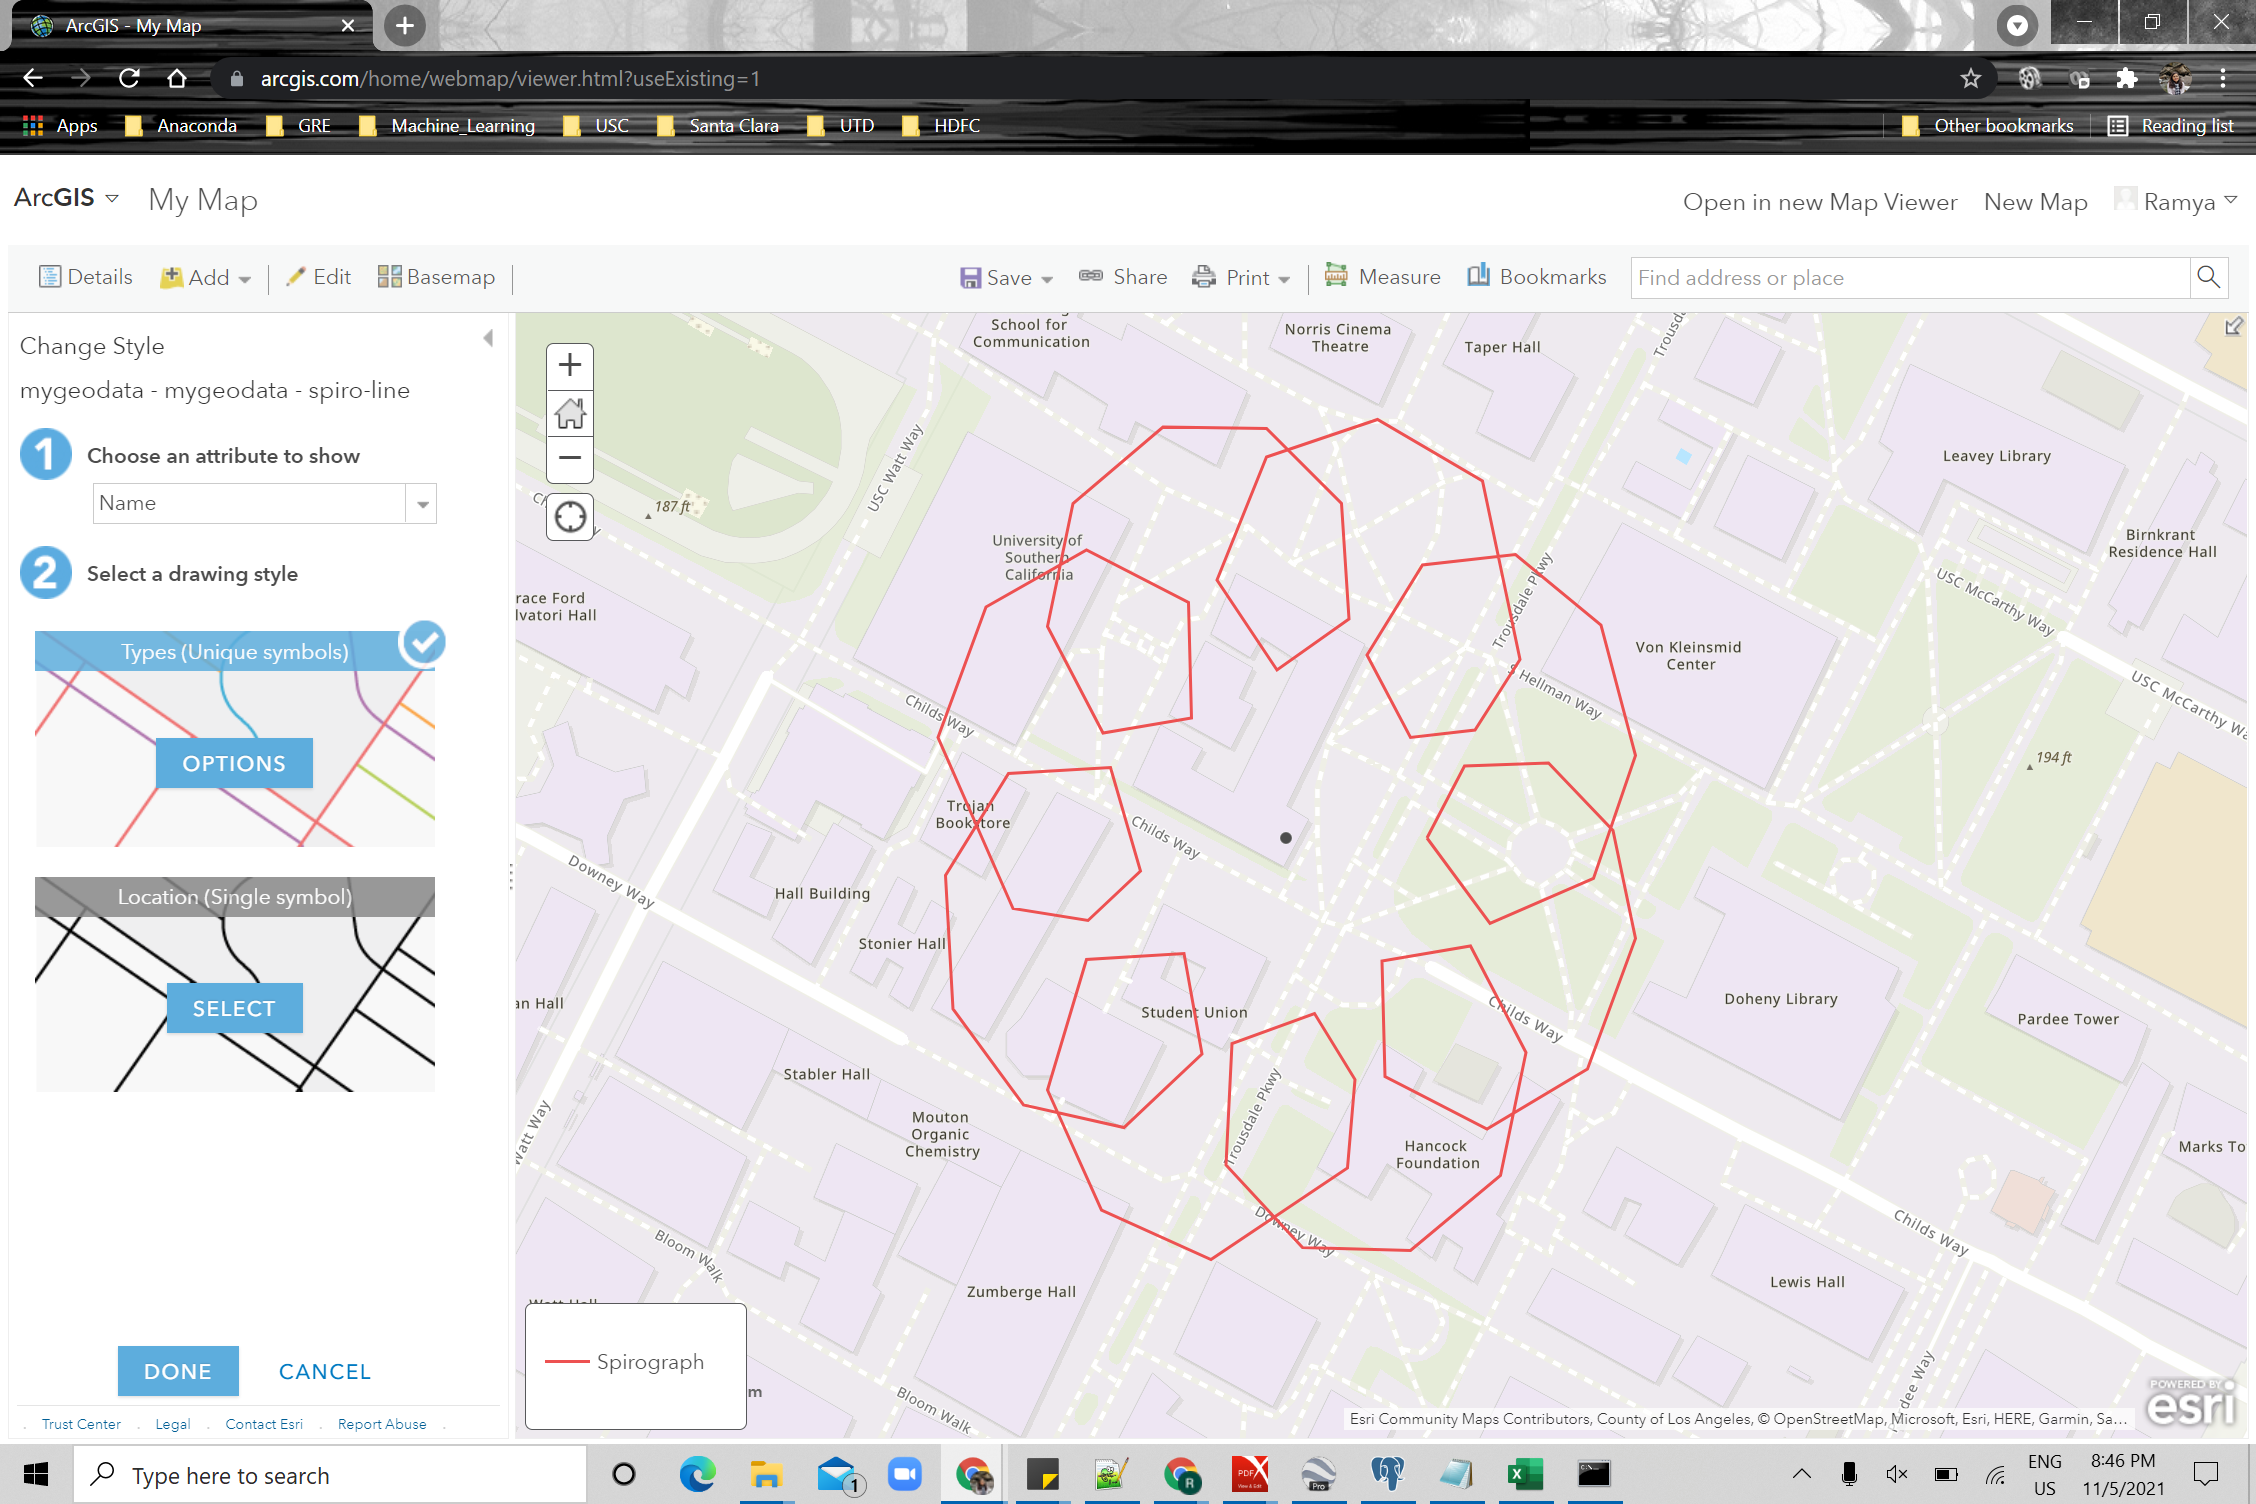 ArcGIS - My Map
arcgis.com/home/webmap/viewer.html?useExisting=1
Apps Anaconda GRE Machine_Learning USC Santa Clara UTD HDFC Other bookmarks Reading list
ArcGIS My Map Open in new Map Viewer New Map Ramya
Details Add Edit Basemap Save Share Print Measure Bookmarks Find address or place
Change Style
mygeodata - mygeodata - spiro-line
1 Choose an attribute to show
Name
2 Select a drawing style
Types (Unique symbols)
OPTIONS
Location (Single symbol)
SELECT
DONE CANCEL
Trust Center . Legal . Contact Esri . Report Abuse
School for
Communication
Norris Cinema
Theatre
Taper Hall
Trousda
Leavey Library
USC Watt Way
187 ft
Birnkrant
Residence Hall
University of
Southern
California
USC McCarthy Way
race Ford
lvatori Hall
Trousdale Pkwy
Von Kleinsmid
Center
S Hellman Way
USC McCarthy Wa
Childs Way
194 ft
Trojan
Bookstore
Childs Way
Downey Way
Hall Building
Stonier Hall
an Hall
Student Union
Childs Way
Doheny Library
Pardee Tower
Stabler Hall
Watt Way
Mouton
Organic
Chemistry
Trousdale Pkwy
Hancock
Foundation
Marks To
Downey Way
Childs Way
Bloom Walk
Zumberge Hall
Lewis Hall
Watt Hall
Spirograph
m
Bloom Walk
dee Way
POWERED BY
esri
Esri Community Maps Contributors, County of Los Angeles, © OpenStreetMap, Microsoft, Esri, HERE, Garmin, Sa...
Type here to search
1
PDF
Pro
ENG
US
8:46 PM
11/5/2021